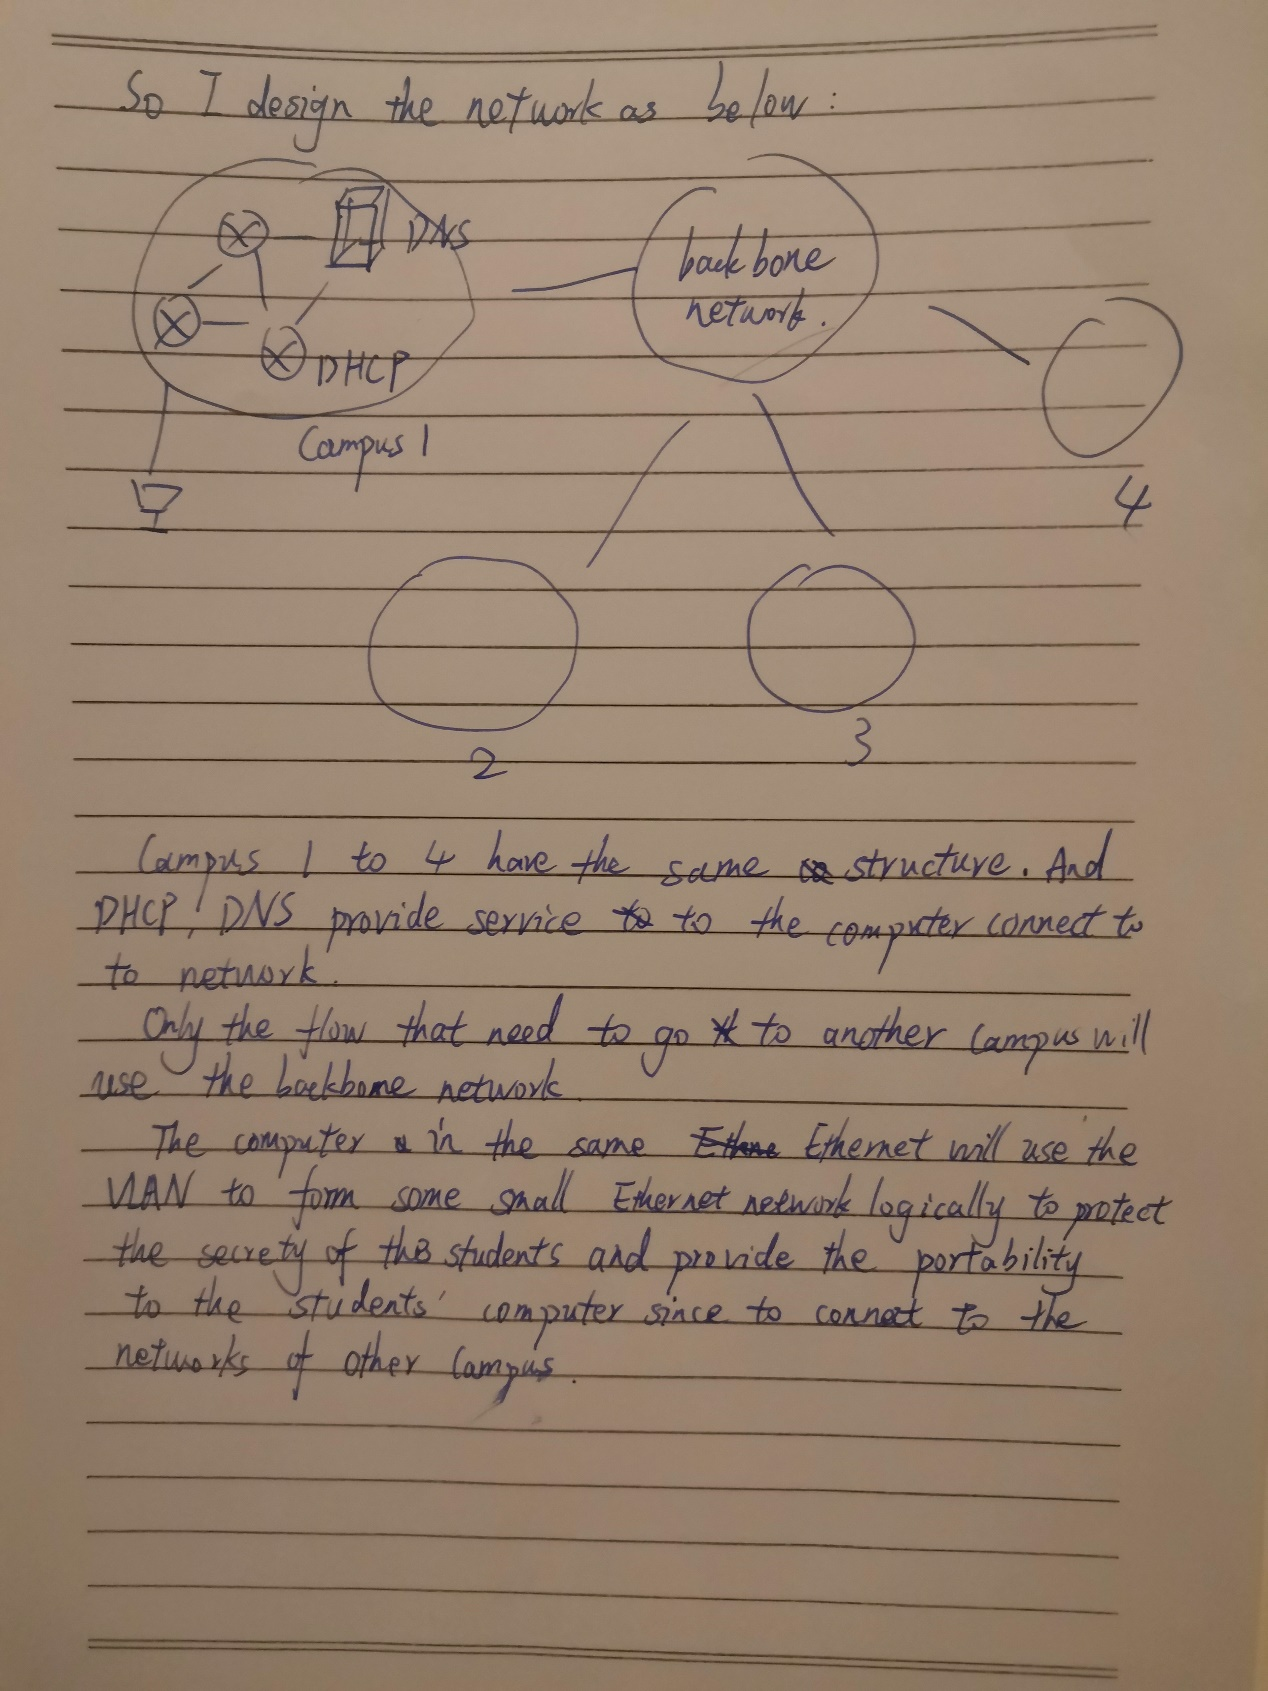 So I design the network as below:
DNS
backbone
network.
DHCP
Campus 1
4
2
3
Campus 1 to 4 have the same structure. And
DHCP, DNS provide service to to the computer connect to
to network.
Only the flow that need to go to another Campus will
use the backbone network.
The computer in the same Ethene Ethernet will use the
VLAN to form some small Ethernet network logically to protect
the secrety of the students and provide the portability
to the students' computer since to connect to the
networks of other Campus.